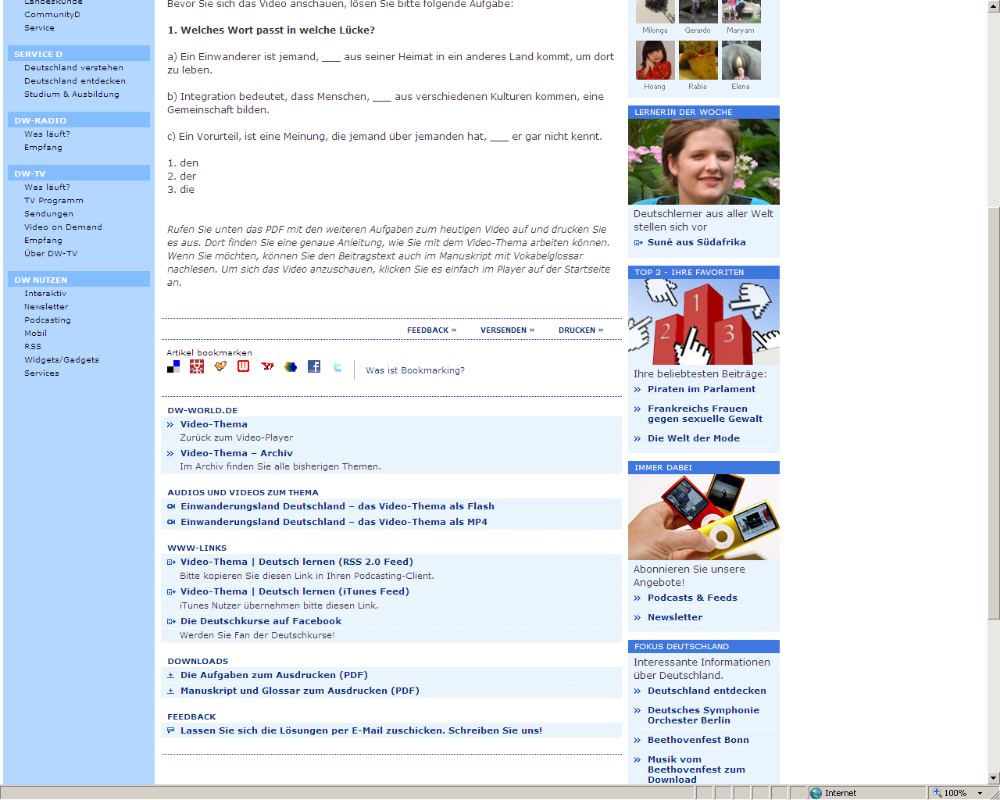 Landeskunde
CommunityD
Service
SERVICE D
Deutschland verstehen
Deutschland entdecken
Studium & Ausbildung
DW-RADIO
Was läuft?
Empfang
DW-TV
Was läuft?
TV Programm
Sendungen
Video on Demand
Empfang
Über DW-TV
DW NUTZEN
Interaktiv
Newsletter
Podcasting
Mobil
RSS
Widgets/Gadgets
Services
Bevor Sie sich das Video anschauen, lösen Sie bitte folgende Aufgabe:
1. Welches Wort passt in welche Lücke?
a) Ein Einwanderer ist jemand, ___ aus seiner Heimat in ein anderes Land kommt, um dort
zu leben.
b) Integration bedeutet, dass Menschen, ___ aus verschiedenen Kulturen kommen, eine
Gemeinschaft bilden.
c) Ein Vorurteil, ist eine Meinung, die jemand über jemanden hat, ___ er gar nicht kennt.
1. den
2. der
3. die
Rufen Sie unten das PDF mit den weiteren Aufgaben zum heutigen Video auf und drucken Sie
es aus. Dort finden Sie eine genaue Anleitung, wie Sie mit dem Video-Thema arbeiten können.
Wenn Sie möchten, können Sie den Beitragstext auch im Manuskript mit Vokabelglossar
nachlesen. Um sich das Video anzuschauen, klicken Sie es einfach im Player auf der Startseite
an.
FEEDBACK » VERSENDEN » DRUCKEN »
Artikel bookmarken
Was ist Bookmarking?
DW-WORLD.DE
Video-Thema
Zurück zum Video-Player
Video-Thema – Archiv
Im Archiv finden Sie alle bisherigen Themen.
AUDIOS UND VIDEOS ZUM THEMA
Einwanderungsland Deutschland – das Video-Thema als Flash
Einwanderungsland Deutschland – das Video-Thema als MP4
WWW-LINKS
Video-Thema | Deutsch lernen (RSS 2.0 Feed)
Bitte kopieren Sie diesen Link in Ihren Podcasting-Client.
Video-Thema | Deutsch lernen (iTunes Feed)
iTunes Nutzer übernehmen bitte diesen Link.
Die Deutschkurse auf Facebook
Werden Sie Fan der Deutschkurse!
DOWNLOADS
Die Aufgaben zum Ausdrucken (PDF)
Manuskript und Glossar zum Ausdrucken (PDF)
FEEDBACK
Lassen Sie sich die Lösungen per E-Mail zuschicken. Schreiben Sie uns!
Milonga Gerardo Maryam
Hoang Rabia Elena
LERNERIN DER WOCHE
Deutschlerner aus aller Welt
stellen sich vor
Suné aus Südafrika
TOP 3 - IHRE FAVORITEN
1
2
3
Ihre beliebtesten Beiträge:
Piraten im Parlament
Frankreichs Frauen
gegen sexuelle Gewalt
Die Welt der Mode
IMMER DABEI
Abonnieren Sie unsere
Angebote!
Podcasts & Feeds
Newsletter
FOKUS DEUTSCHLAND
Interessante Informationen
über Deutschland.
Deutschland entdecken
Deutsches Symphonie
Orchester Berlin
Beethovenfest Bonn
Musik vom
Beethovenfest zum
Download
Internet
100%